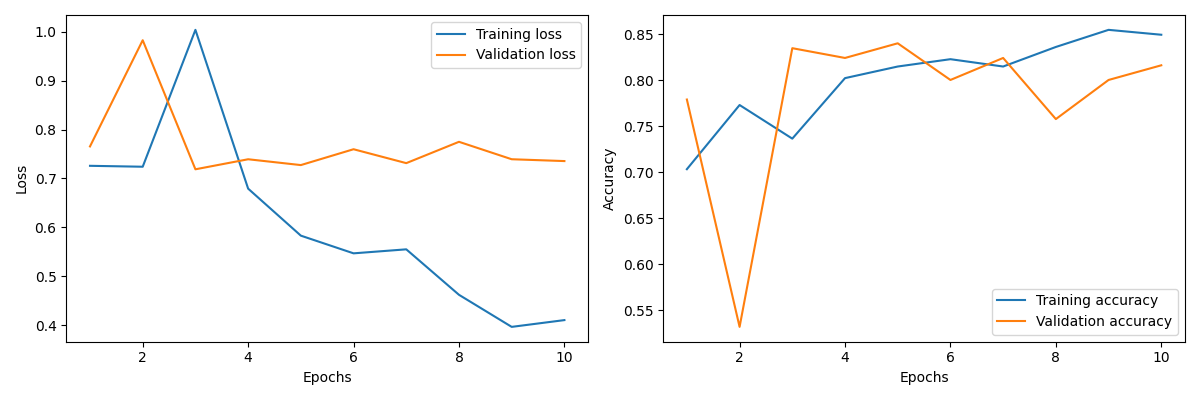 1.0
0.9
0.8
0.7
0.6
0.5
0.4
Loss
2 4 6 8 10
Epochs
Training loss
Validation loss
0.85
0.80
0.75
0.70
0.65
0.60
0.55
Accuracy
2 4 6 8 10
Epochs
Training accuracy
Validation accuracy